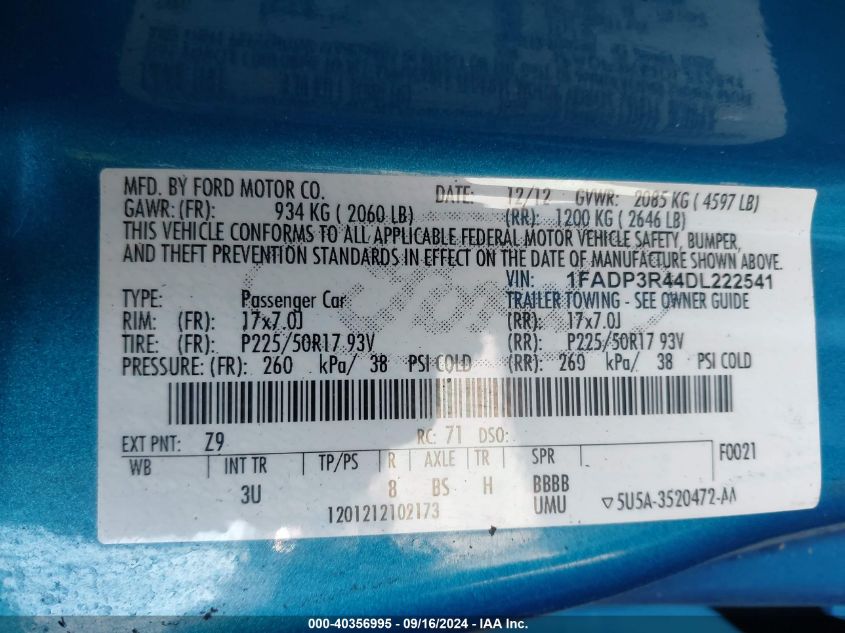 MFD. BY FORD MOTOR CO. DATE: 12/12 GVWR: 2085 KG ( 4597 LB)
GAWR: (FR): 934 KG ( 2060 LB) (RR): 1200 KG ( 2646 LB)
THIS VEHICLE CONFORMS TO ALL APPLICABLE FEDERAL MOTOR VEHICLE SAFETY, BUMPER,
AND THEFT PREVENTION STANDARDS IN EFFECT ON THE DATE OF MANUFACTURE SHOWN ABOVE.
VIN: 1FADP3R44DL222541
TYPE: Passenger Car TRAILER TOWING - SEE OWNER GUIDE
RIM: (FR): 17x7.0J (RR): 17x7.0J
TIRE: (FR): P225/50R17 93V (RR): P225/50R17 93V
PRESSURE: (FR): 260 kPa/ 38 PSI COLD (RR): 260 kPa/ 38 PSI COLD
EXT PNT: Z9 RC: 71 DSO: F0021
WB INT TR TP/PS R AXLE TR SPR
3U 8 BS H BBBB
1201212102173 UMU ▽5U5A-3520472-AA
000-40356995 - 09/16/2024 - IAA Inc.